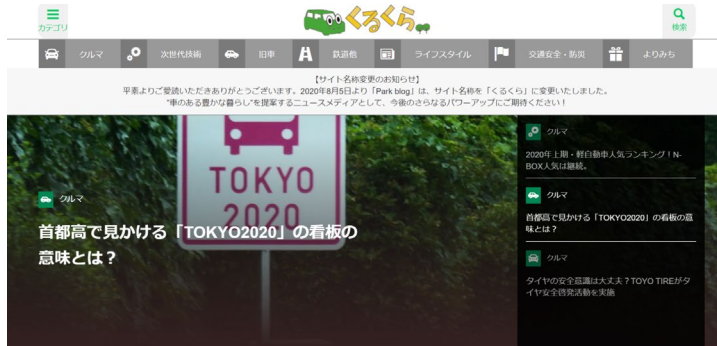 カテゴリ
くるくら
検索
クルマ
次世代技術
旧車
鉄道他
ライフスタイル
交通安全・防災
よりみち
【サイト名称変更のお知らせ】
平素よりご愛読いただきありがとうございます。2020年8月5日より「Park blog」は、サイト名称を「くるくら」に変更いたしました。
"車のある豊かな暮らし"を提案するニュースメディアとして、今後のさらなるパワーアップにご期待ください！
TOKYO
2020
クルマ
首都高で見かける「TOKYO2020」の看板の
意味とは？
クルマ
2020年上期・軽自動車人気ランキング！N-
BOX人気は継続。
クルマ
首都高で見かける「TOKYO2020」の看板の意
味とは？
クルマ
タイヤの安全意識は大丈夫？TOYO TIREがタ
イヤ安全啓発活動を実施